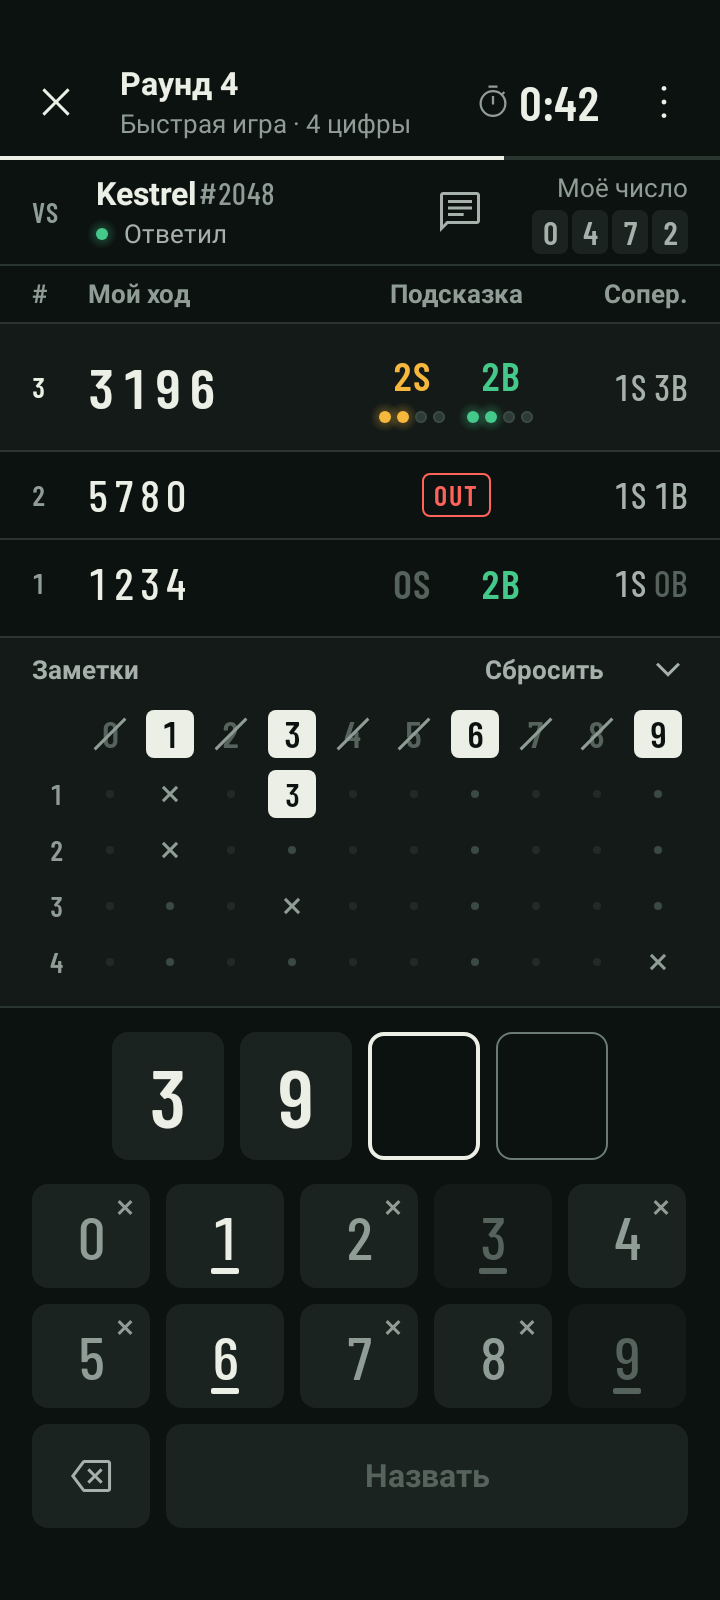 Раунд 4
Быстрая игра · 4 цифры
0:42
VS
Kestrel#2048
Ответил
Моё число
0 4 7 2
# Мой ход Подсказка Сопер.
3 3196 2S 2B 1S 3B
2 5780 OUT 1S 1B
1 1234 0S 2B 1S 0B
Заметки Сбросить
0 1 2 3 4 5 6 7 8 9
1 × 3
2 ×
3 ×
4 ×
3 9
0 × 1 2 × 3 4 ×
5 × 6 7 × 8 × 9
Назвать